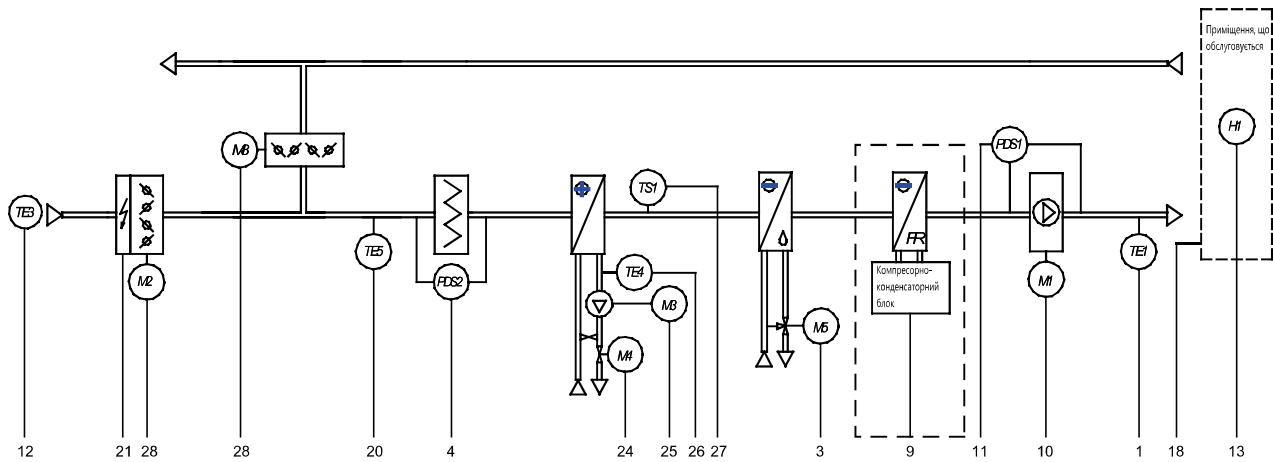 Приміщення, що
обслуговується
H1
M8
PDS1
TE3
TS1
FR
TE5
M2
PDS2
TE4
M3
M4
M5
Компресорно-
конденсаторний
блок
M1
TE1
12 21 28 28 20 4 24 25 26 27 3 9 11 10 1 18 13